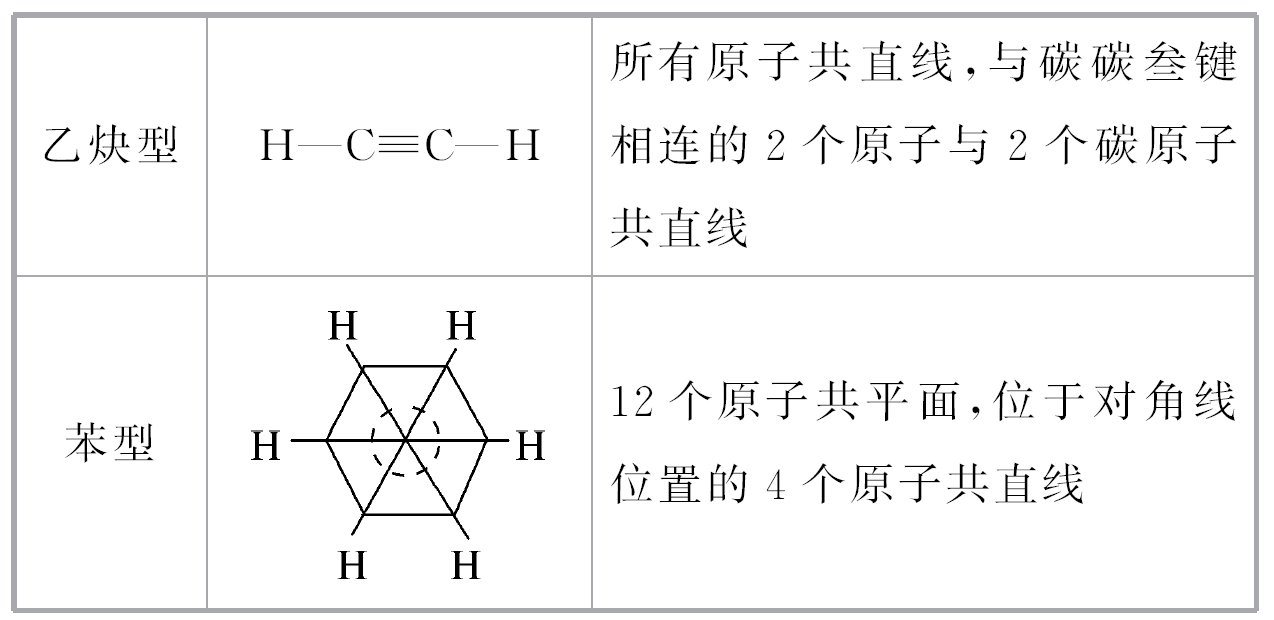 乙炔型
H—C≡C—H
所有原子共直线,与碳碳叁键
相连的 2 个原子与 2 个碳原子
共直线
苯型
H H
H H
H H
12 个原子共平面,位于对角线
位置的 4 个原子共直线